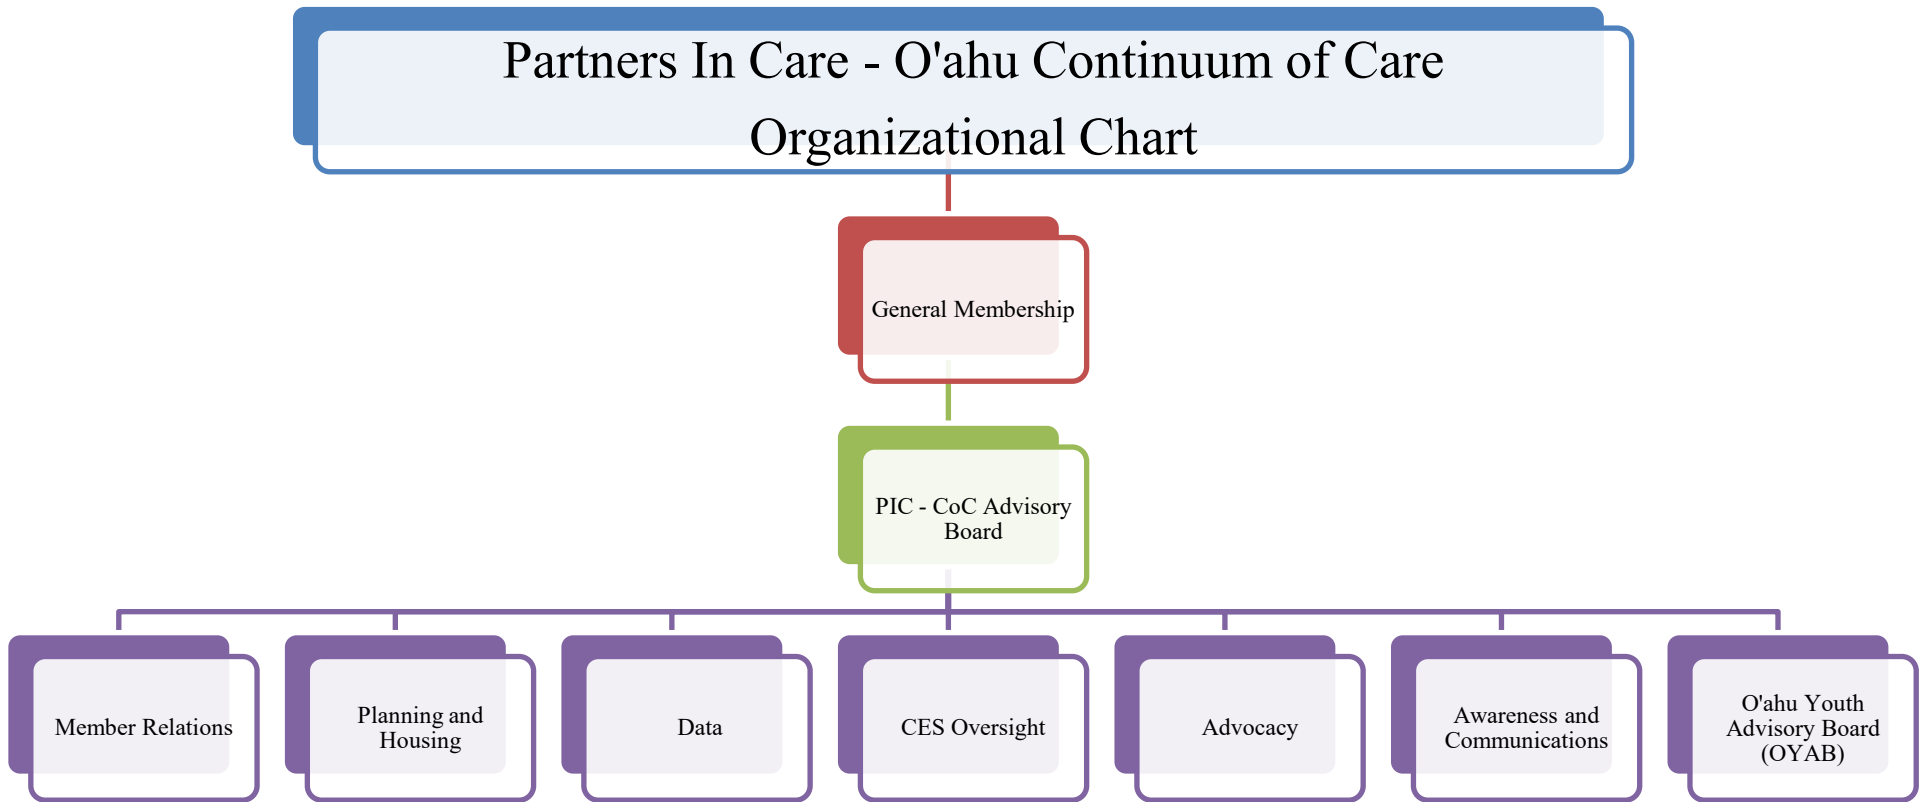 Partners In Care - O'ahu Continuum of Care
Organizational Chart
General Membership
PIC - CoC Advisory
Board
Member Relations
Planning and
Housing
Data
CES Oversight
Advocacy
Awareness and
Communications
O'ahu Youth
Advisory Board
(OYAB)